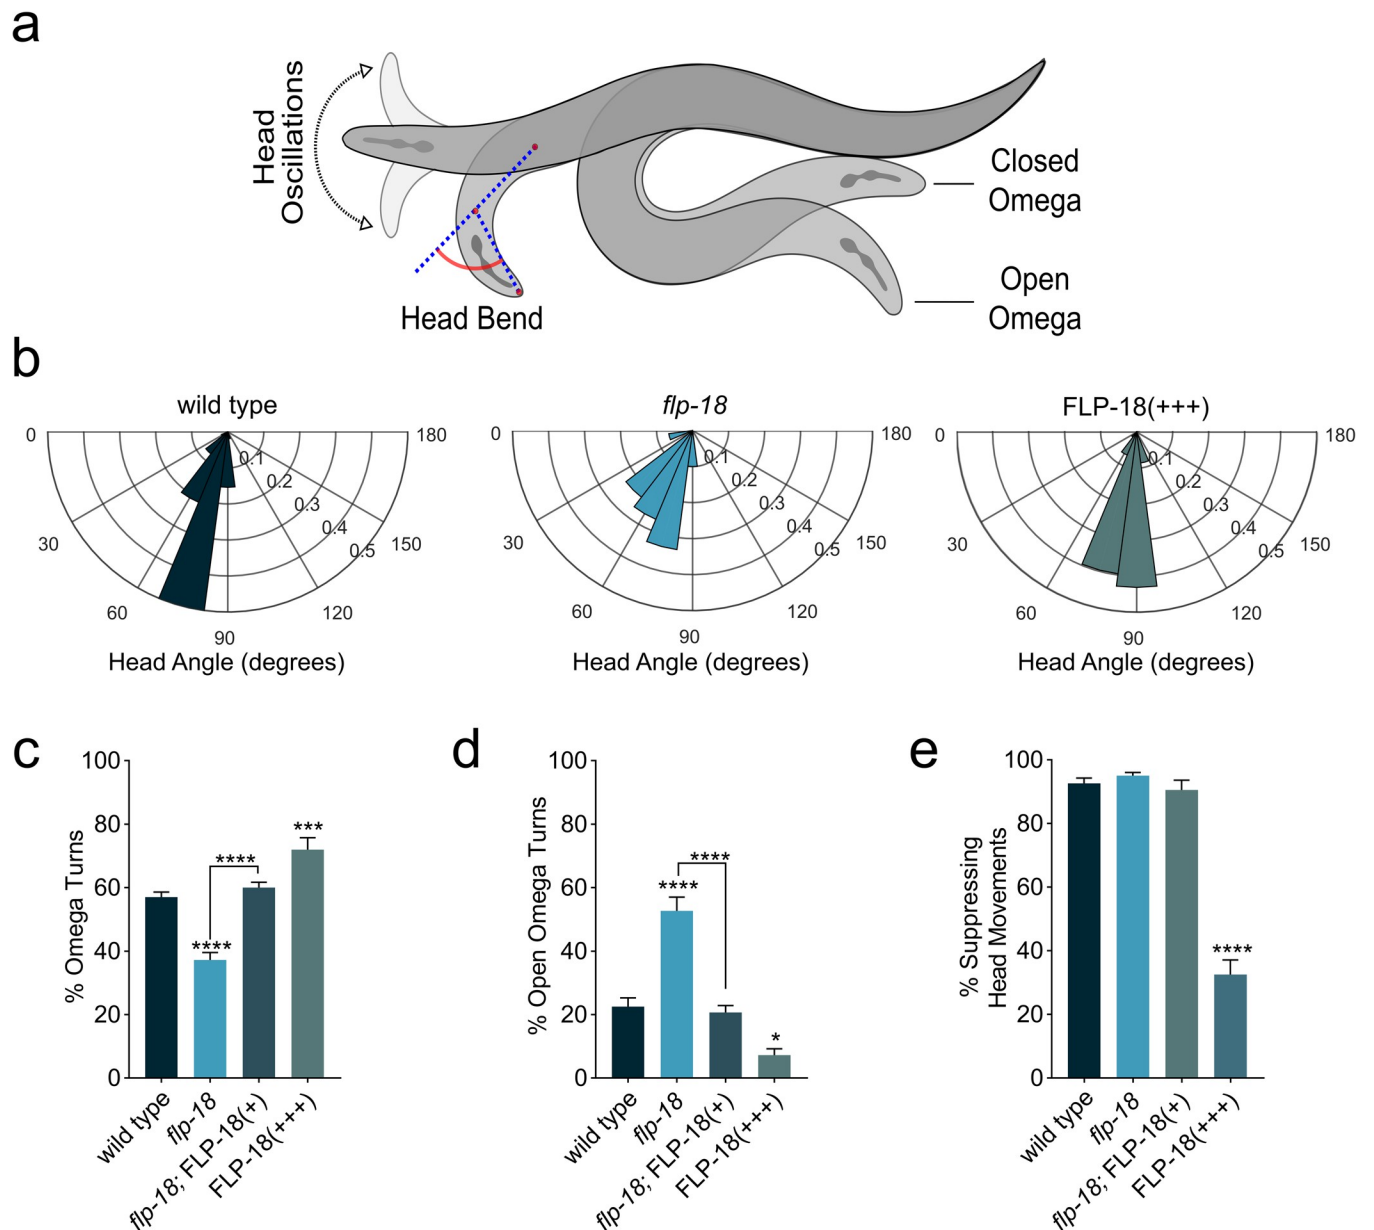 a
Head
Oscillations
Head Bend
Closed
Omega
Open
Omega
b
wild type
0
30
60
90
120
150
180
0.1
0.2
0.3
0.4
0.5
Head Angle (degrees)
flp-18
0
30
60
90
120
150
180
0.1
0.2
0.3
0.4
0.5
Head Angle (degrees)
FLP-18(+++)
0
30
60
90
120
150
180
0.1
0.2
0.3
0.4
0.5
Head Angle (degrees)
c
% Omega Turns
100
80
60
40
20
0
****
****
***
wild type
flp-18
flp-18; FLP-18(+)
FLP-18(+++)
d
% Open Omega Turns
100
80
60
40
20
0
****
****
*
wild type
flp-18
flp-18; FLP-18(+)
FLP-18(+++)
e
% Suppressing
Head Movements
100
80
60
40
20
0
****
wild type
flp-18
flp-18; FLP-18(+)
FLP-18(+++)